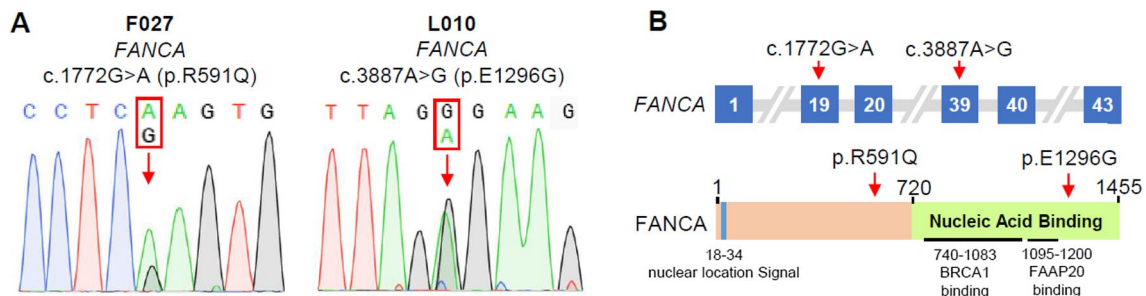 A
F027
FANCA
c.1772G>A (p.R591Q)
C C T C A A G T G
G
L010
FANCA
c.3887A>G (p.E1296G)
T T A G G G A A G
A
B
c.1772G>A c.3887A>G
FANCA 1 19 20 39 40 43
p.R591Q p.E1296G
1 720 1455
FANCA Nucleic Acid Binding
18-34
nuclear location Signal
740-1083
BRCA1
binding
1095-1200
FAAP20
binding